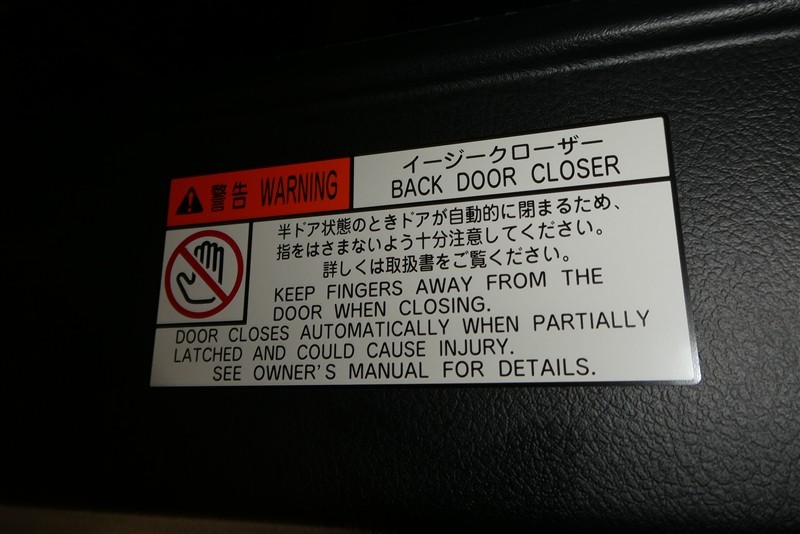 警告 WARNING
イージークローザー
BACK DOOR CLOSER
半ドア状態のときドアが自動的に閉まるため、
指をはさまないよう十分注意してください。
詳しくは取扱書をご覧ください。
KEEP FINGERS AWAY FROM THE
DOOR WHEN CLOSING.
DOOR CLOSES AUTOMATICALLY WHEN PARTIALLY
LATCHED AND COULD CAUSE INJURY.
SEE OWNER'S MANUAL FOR DETAILS.